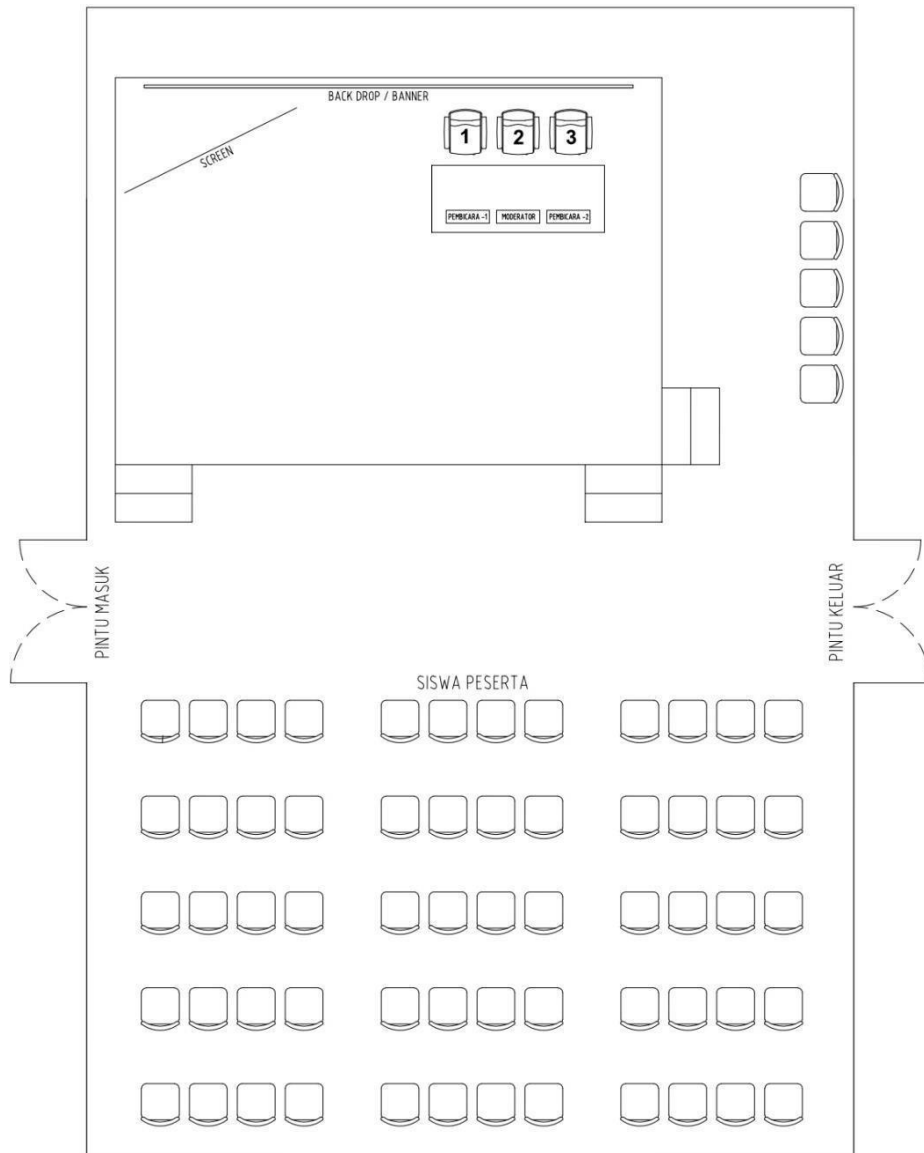 BACK DROP / BANNER
SCREEN
1 2 3
PEMBICARA -1 MODERATOR PEMBICARA -2
PINTU MASUK
PINTU KELUAR
SISWA PESERTA